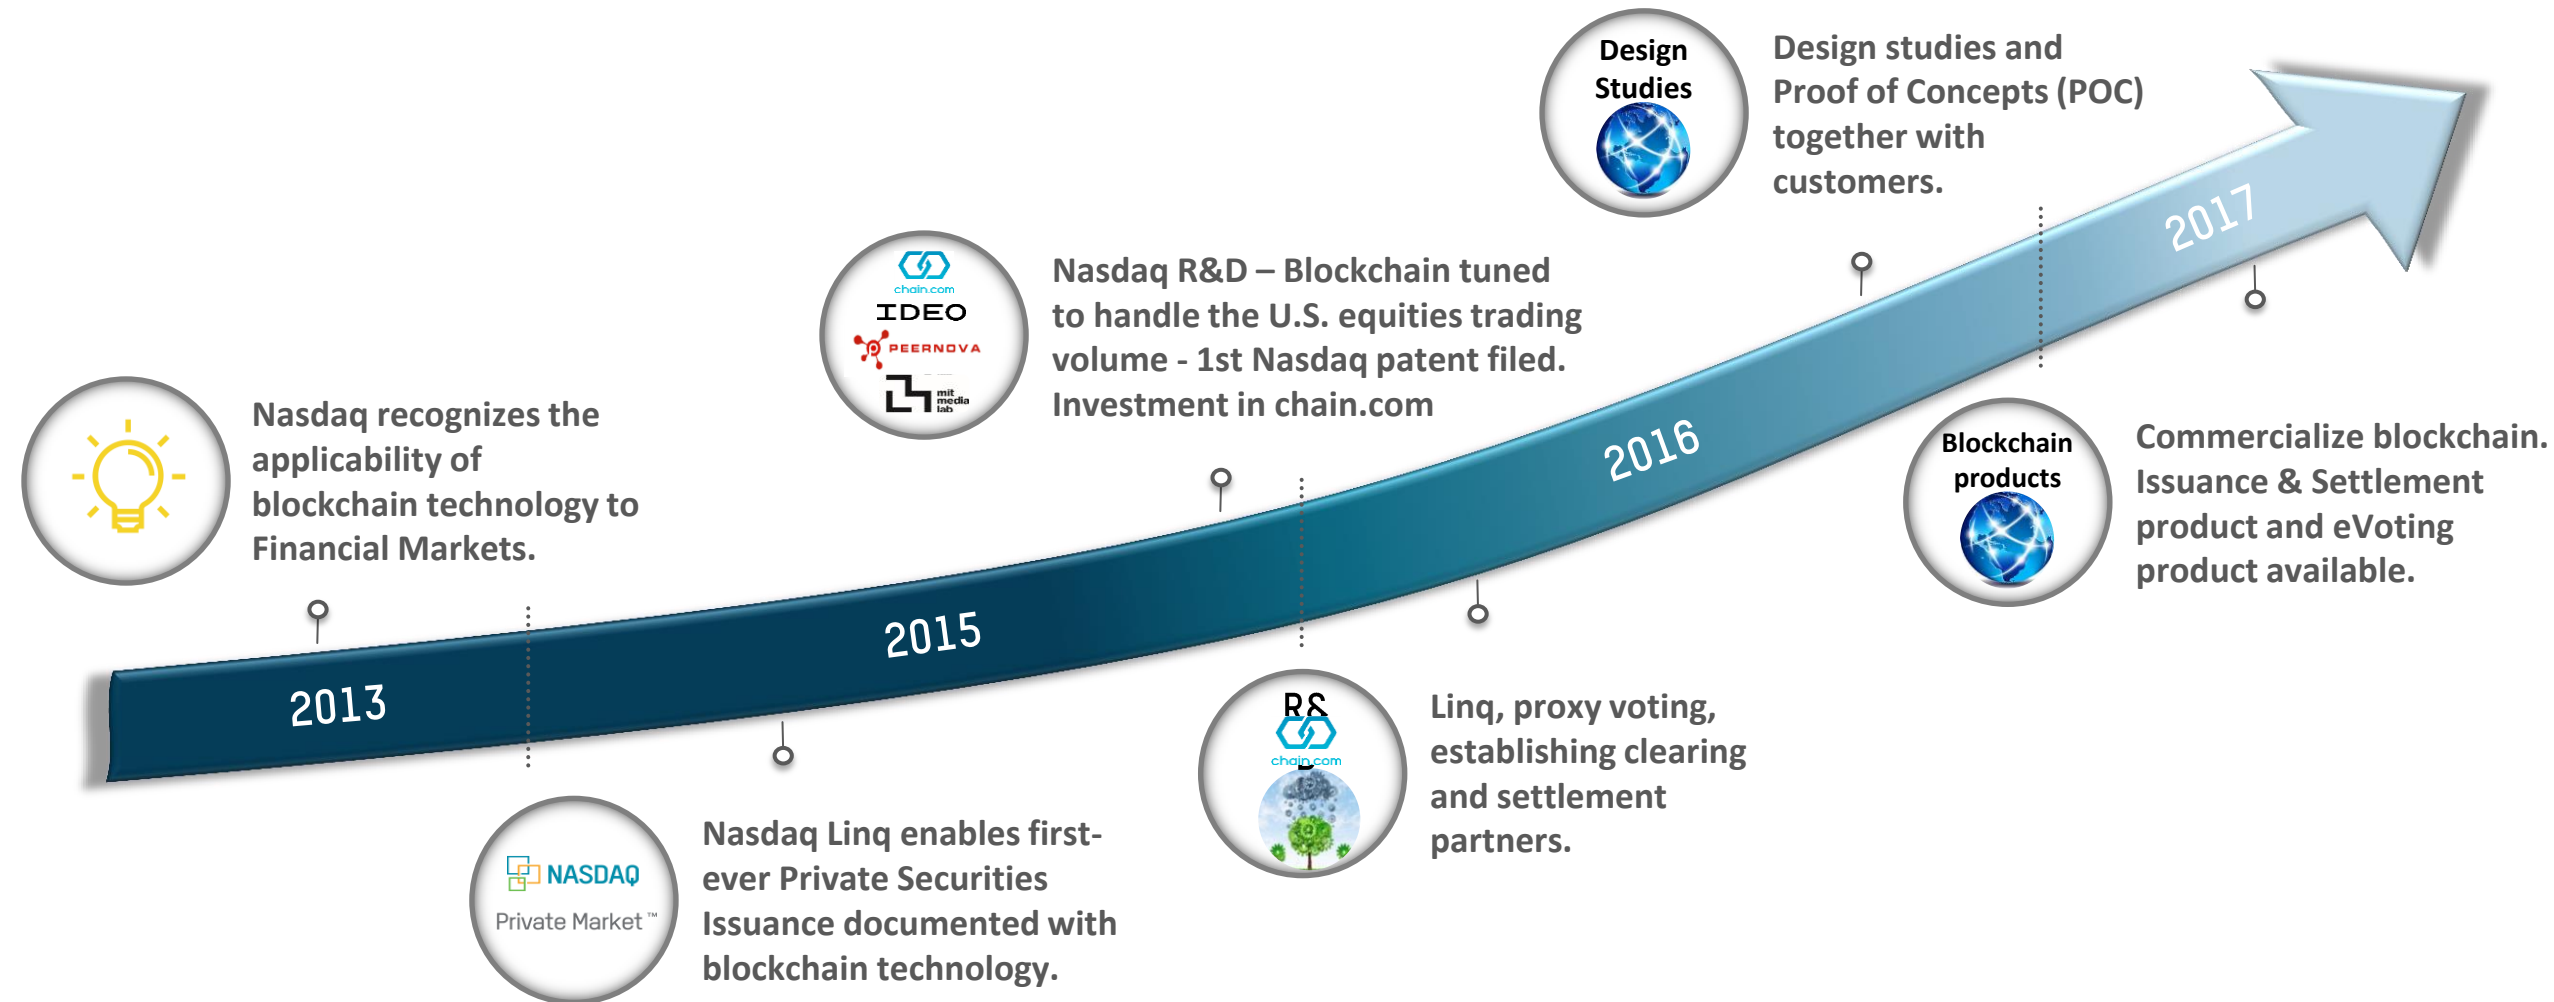 Nasdaq recognizes the
applicability of
blockchain technology to
Financial Markets.
2013
NASDAQ
Private Market™
Nasdaq Linq enables first-
ever Private Securities
Issuance documented with
blockchain technology.
2015
chain.com
IDEO
PEERNOVA
mit
media
lab
Nasdaq R&D – Blockchain tuned
to handle the U.S. equities trading
volume - 1st Nasdaq patent filed.
Investment in chain.com
R&
D
chain.com
Linq, proxy voting,
establishing clearing
and settlement
partners.
2016
Design
Studies
Design studies and
Proof of Concepts (POC)
together with
customers.
2017
Blockchain
products
Commercialize blockchain.
Issuance & Settlement
product and eVoting
product available.